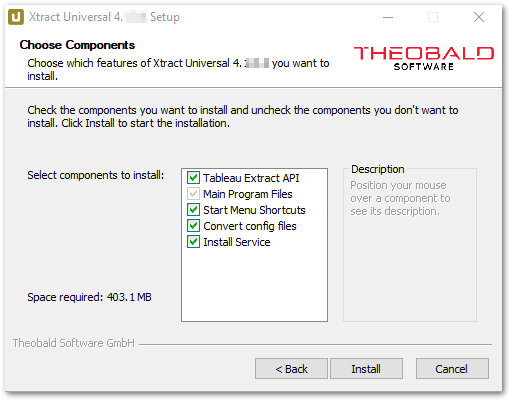 Xtract Universal 4. Setup
Choose Components
Choose which features of Xtract Universal 4. you want to
install.
THEOBALD
SOFTWARE
Check the components you want to install and uncheck the components you don't want to
install. Click Install to start the installation.
Select components to install:
Tableau Extract API
Main Program Files
Start Menu Shortcuts
Convert config files
Install Service
Description
Position your mouse
over a component to
see its description.
Space required: 403.1 MB
Theobald Software GmbH
< Back
Install
Cancel